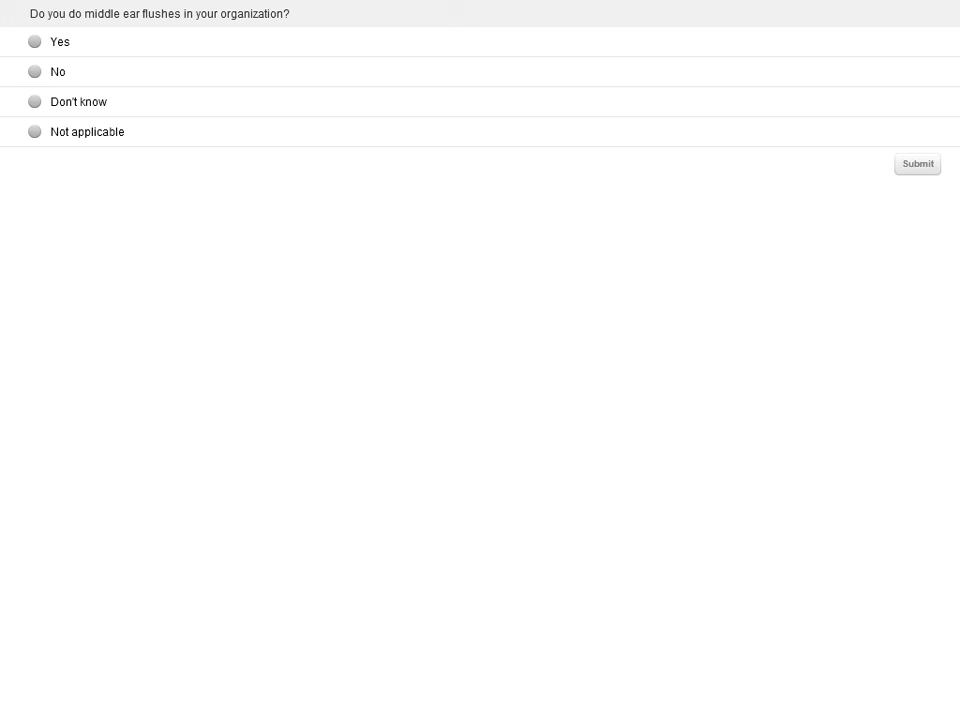 Do you do middle ear flushes in your organization?
Yes
No
Don't know
Not applicable
Submit